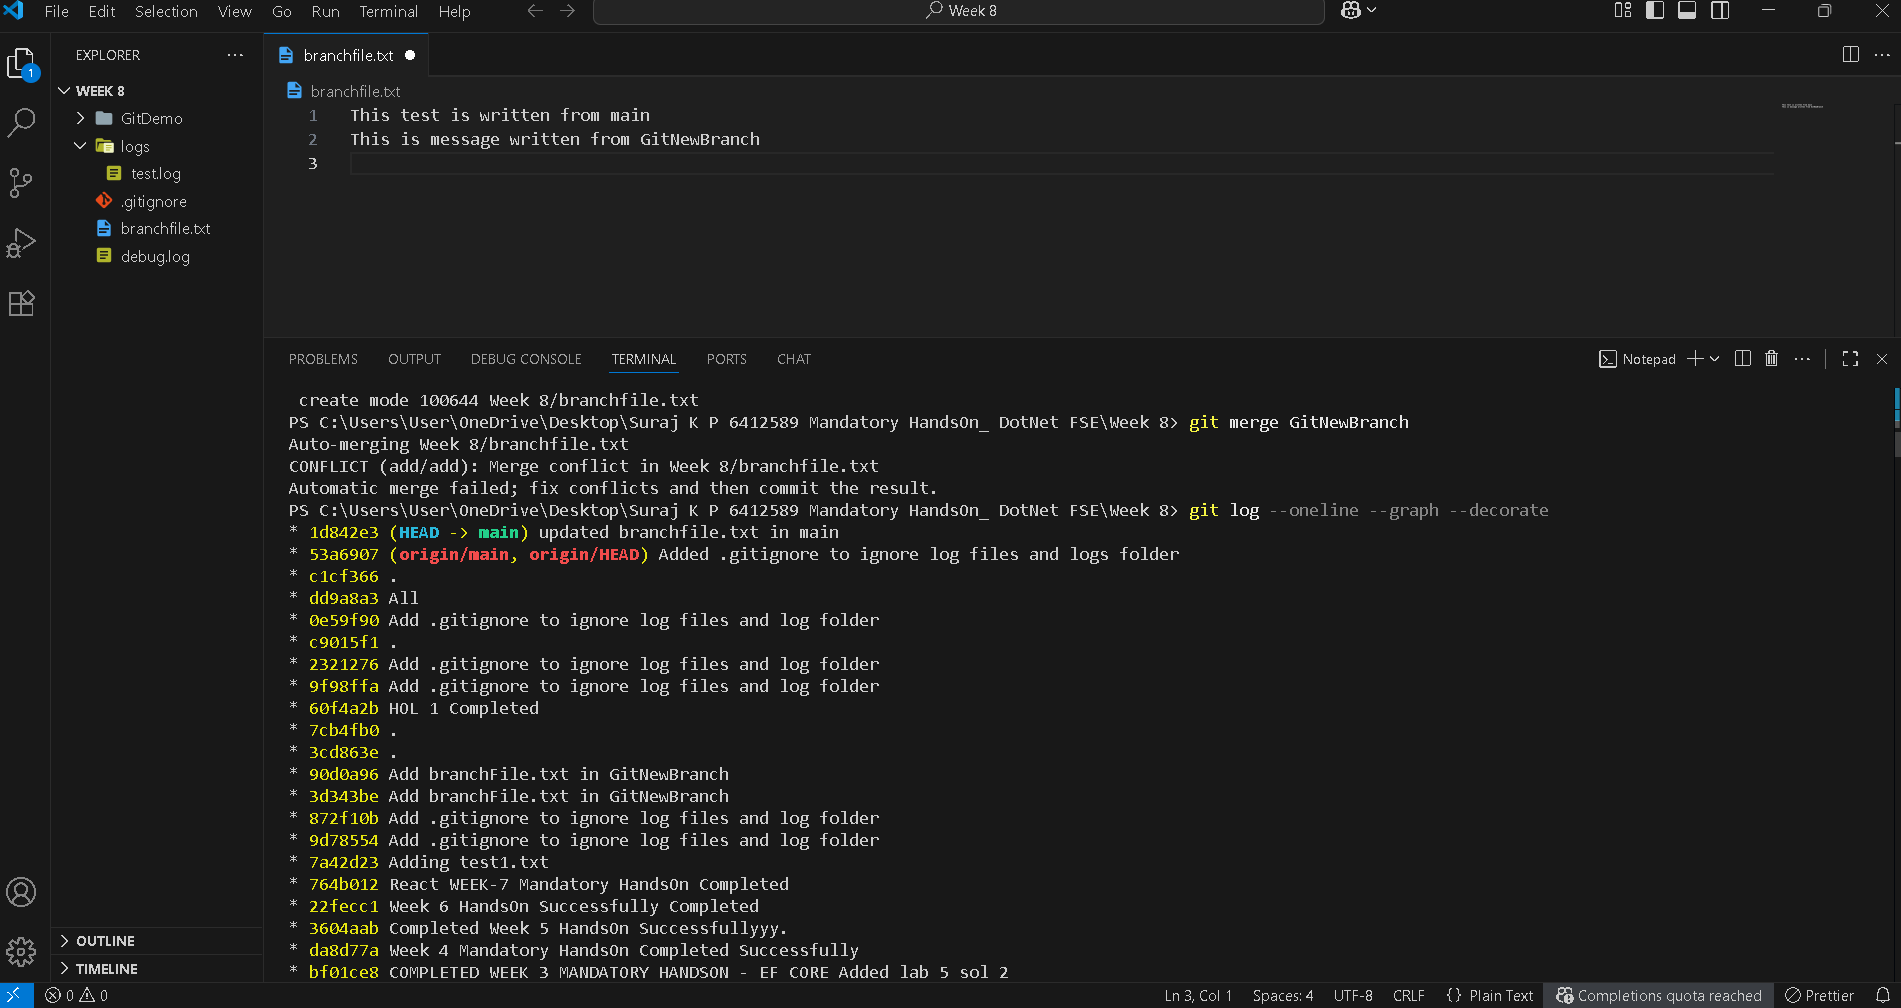 File Edit Selection View Go Run Terminal Help Week 8
EXPLORER
1
WEEK 8
GitDemo
logs
test.log
.gitignore
branchfile.txt
debug.log
OUTLINE
TIMELINE
branchfile.txt
branchfile.txt
1 This test is written from main
2 This is message written from GitNewBranch
3
PROBLEMS OUTPUT DEBUG CONSOLE TERMINAL PORTS CHAT Notepad
create mode 100644 Week 8/branchfile.txt
PS C:\Users\User\OneDrive\Desktop\Suraj K P 6412589 Mandatory HandsOn_ DotNet FSE\Week 8> git merge GitNewBranch
Auto-merging Week 8/branchfile.txt
CONFLICT (add/add): Merge conflict in Week 8/branchfile.txt
Automatic merge failed; fix conflicts and then commit the result.
PS C:\Users\User\OneDrive\Desktop\Suraj K P 6412589 Mandatory HandsOn_ DotNet FSE\Week 8> git log --oneline --graph --decorate
* 1d842e3 (HEAD -> main) updated branchfile.txt in main
* 53a6907 (origin/main, origin/HEAD) Added .gitignore to ignore log files and logs folder
* c1cf366 .
* dd9a8a3 All
* 0e59f90 Add .gitignore to ignore log files and log folder
* c9015f1 .
* 2321276 Add .gitignore to ignore log files and log folder
* 9f98ffa Add .gitignore to ignore log files and log folder
* 60f4a2b HOL 1 Completed
* 7cb4fb0 .
* 3cd863e .
* 90d0a96 Add branchFile.txt in GitNewBranch
* 3d343be Add branchFile.txt in GitNewBranch
* 872f10b Add .gitignore to ignore log files and log folder
* 9d78554 Add .gitignore to ignore log files and log folder
* 7a42d23 Adding test1.txt
* 764b012 React WEEK-7 Mandatory HandsOn Completed
* 22fecc1 Week 6 HandsOn Successfully Completed
* 3604aab Completed Week 5 HandsOn Successfullyyy.
* da8d77a Week 4 Mandatory HandsOn Completed Successfully
* bf01ce8 COMPLETED WEEK 3 MANDATORY HANDSON - EF CORE Added lab 5 sol 2
0 0 Ln 3, Col 1 Spaces: 4 UTF-8 CRLF {} Plain Text Completions quota reached Prettier